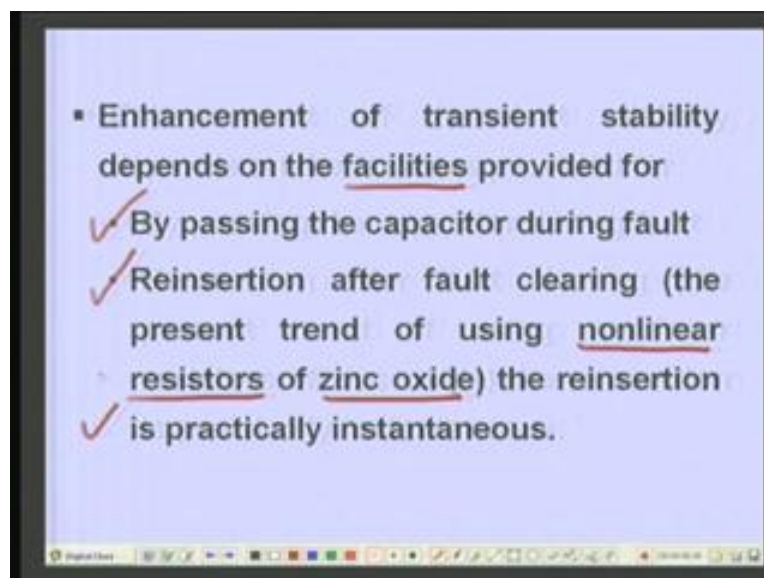 ▪ Enhancement of transient stability
depends on the facilities provided for
• By passing the capacitor during fault
• Reinsertion after fault clearing (the
present trend of using nonlinear
resistors of zinc oxide) the reinsertion
is practically instantaneous.